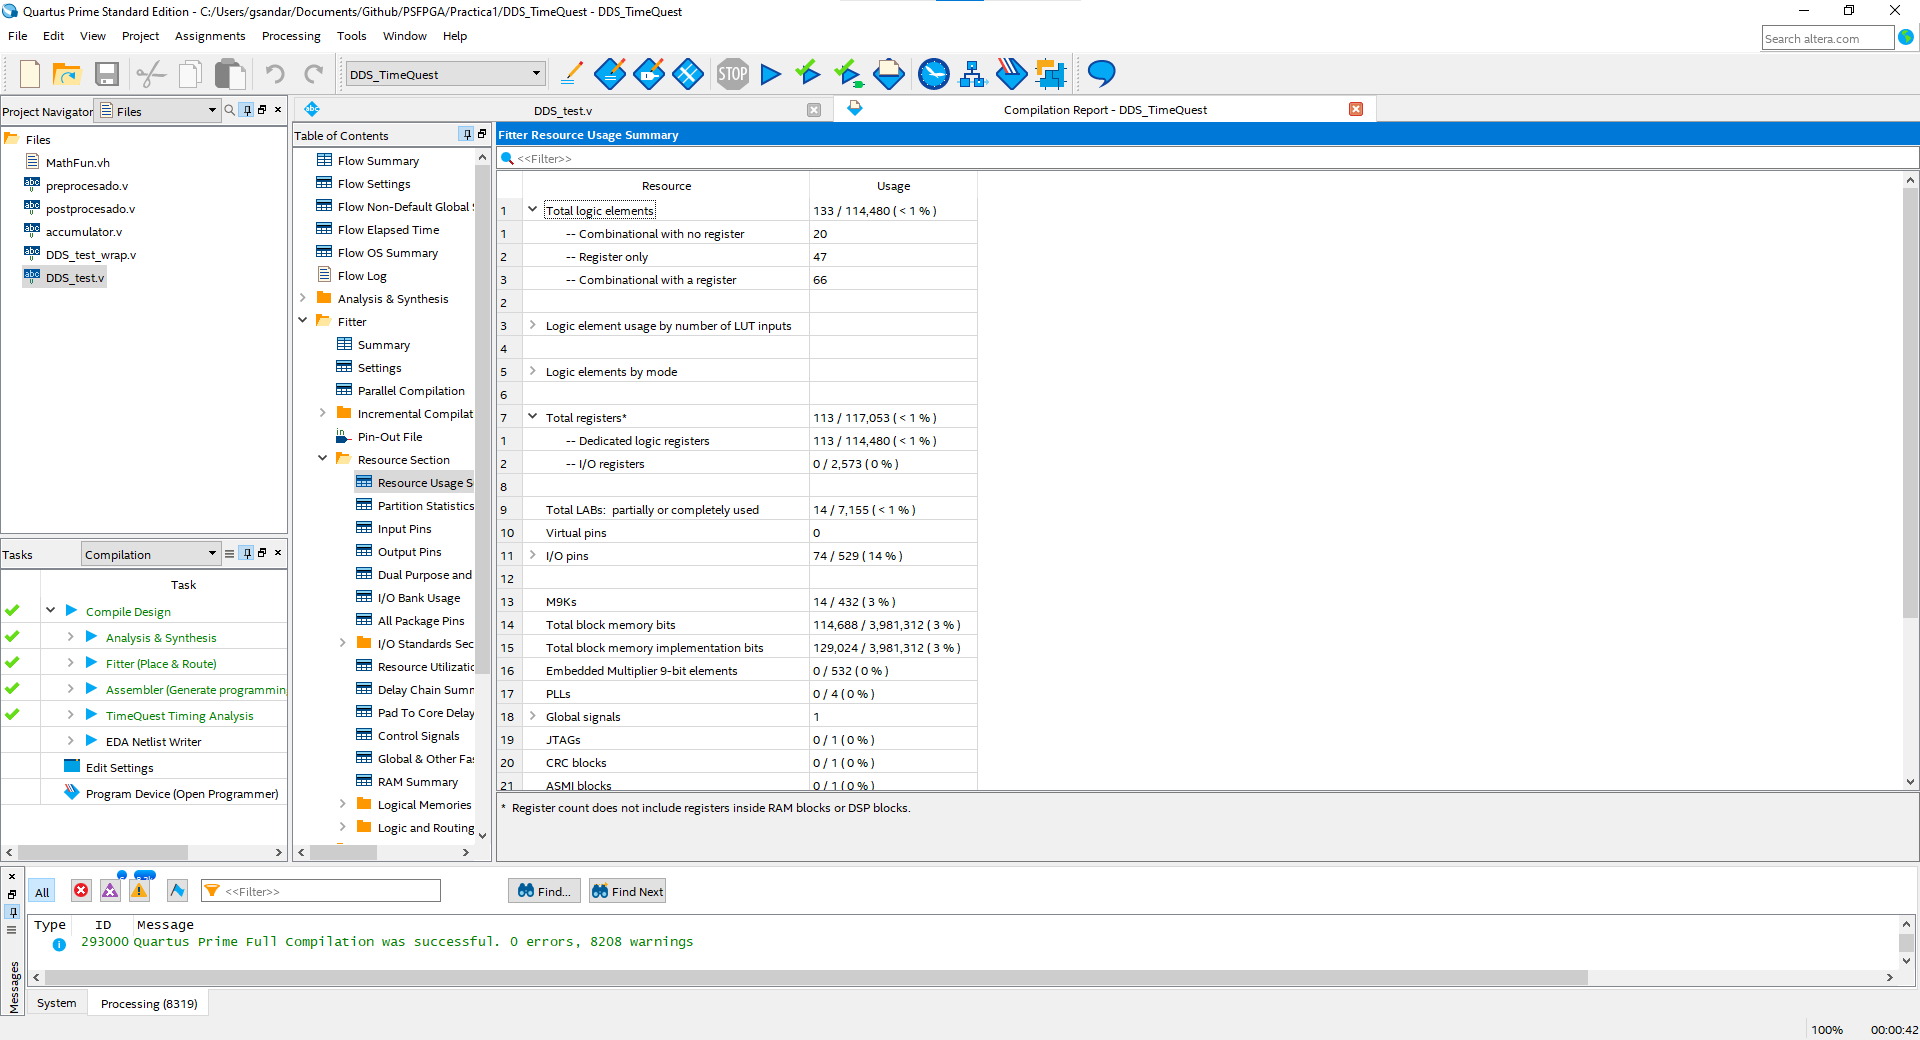 Quartus Prime Standard Edition - C:/Users/gsandar/Documents/Github/PSFPGA/Practica1/DDS_TimeQuest - DDS_TimeQuest
File Edit View Project Assignments Processing Tools Window Help
Search altera.com
DDS_TimeQuest
STOP
Project Navigator Files
Files
MathFun.vh
preprocesado.v
postprocesado.v
accumulator.v
DDS_test_wrap.v
DDS_test.v
Tasks Compilation
Task
Compile Design
Analysis & Synthesis
Fitter (Place & Route)
Assembler (Generate programmin
TimeQuest Timing Analysis
EDA Netlist Writer
Edit Settings
Program Device (Open Programmer)
DDS_test.v
Compilation Report - DDS_TimeQuest
Table of Contents
Flow Summary
Flow Settings
Flow Non-Default Global
Flow Elapsed Time
Flow OS Summary
Flow Log
Analysis & Synthesis
Fitter
Summary
Settings
Parallel Compilation
Incremental Compilat
Pin-Out File
Resource Section
Resource Usage S
Partition Statistics
Input Pins
Output Pins
Dual Purpose and
I/O Bank Usage
All Package Pins
I/O Standards Sec
Resource Utilizatic
Delay Chain Summ
Pad To Core Delay
Control Signals
Global & Other Fas
RAM Summary
Logical Memories
Logic and Routing
Fitter Resource Usage Summary
<<Filter>>
Resource Usage
1 Total logic elements 133 / 114,480 ( < 1 % )
1 -- Combinational with no register 20
2 -- Register only 47
3 -- Combinational with a register 66
2
3 Logic element usage by number of LUT inputs
4
5 Logic elements by mode
6
7 Total registers* 113 / 117,053 ( < 1 % )
1 -- Dedicated logic registers 113 / 114,480 ( < 1 % )
2 -- I/O registers 0 / 2,573 ( 0 % )
8
9 Total LABs: partially or completely used 14 / 7,155 ( < 1 % )
10 Virtual pins 0
11 I/O pins 74 / 529 ( 14 % )
12
13 M9Ks 14 / 432 ( 3 % )
14 Total block memory bits 114,688 / 3,981,312 ( 3 % )
15 Total block memory implementation bits 129,024 / 3,981,312 ( 3 % )
16 Embedded Multiplier 9-bit elements 0 / 532 ( 0 % )
17 PLLs 0 / 4 ( 0 % )
18 Global signals 1
19 JTAGs 0 / 1 ( 0 % )
20 CRC blocks 0 / 1 ( 0 % )
21 ASMI blocks 0 / 1 ( 0 % )
* Register count does not include registers inside RAM blocks or DSP blocks.
All <<Filter>> Find... Find Next
Type ID Message
293000 Quartus Prime Full Compilation was successful. 0 errors, 8208 warnings
Messages
System Processing (8319)
100% 00:00:42